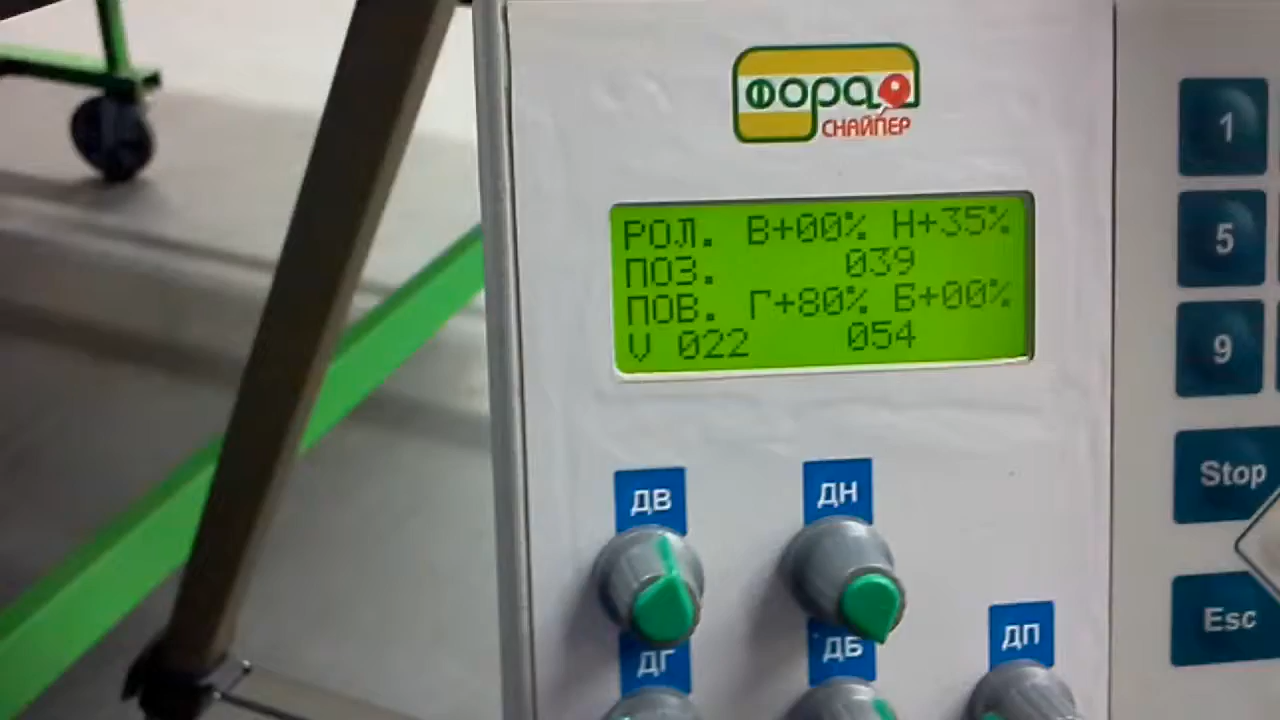 фора
СНАЙПЕР
РОЛ. В+00% Н+35%
ПОЗ. 039
ПОВ. Г+80% Б+00%
V 022 054
1
5
9
Stop
Esc
ДВ
ДН
ДГ
ДБ
ДП